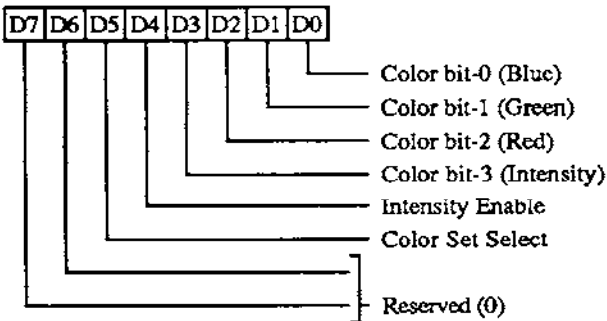 D7 D6 D5 D4 D3 D2 D1 D0
Color bit-0 (Blue)
Color bit-1 (Green)
Color bit-2 (Red)
Color bit-3 (Intensity)
Intensity Enable
Color Set Select
Reserved (0)